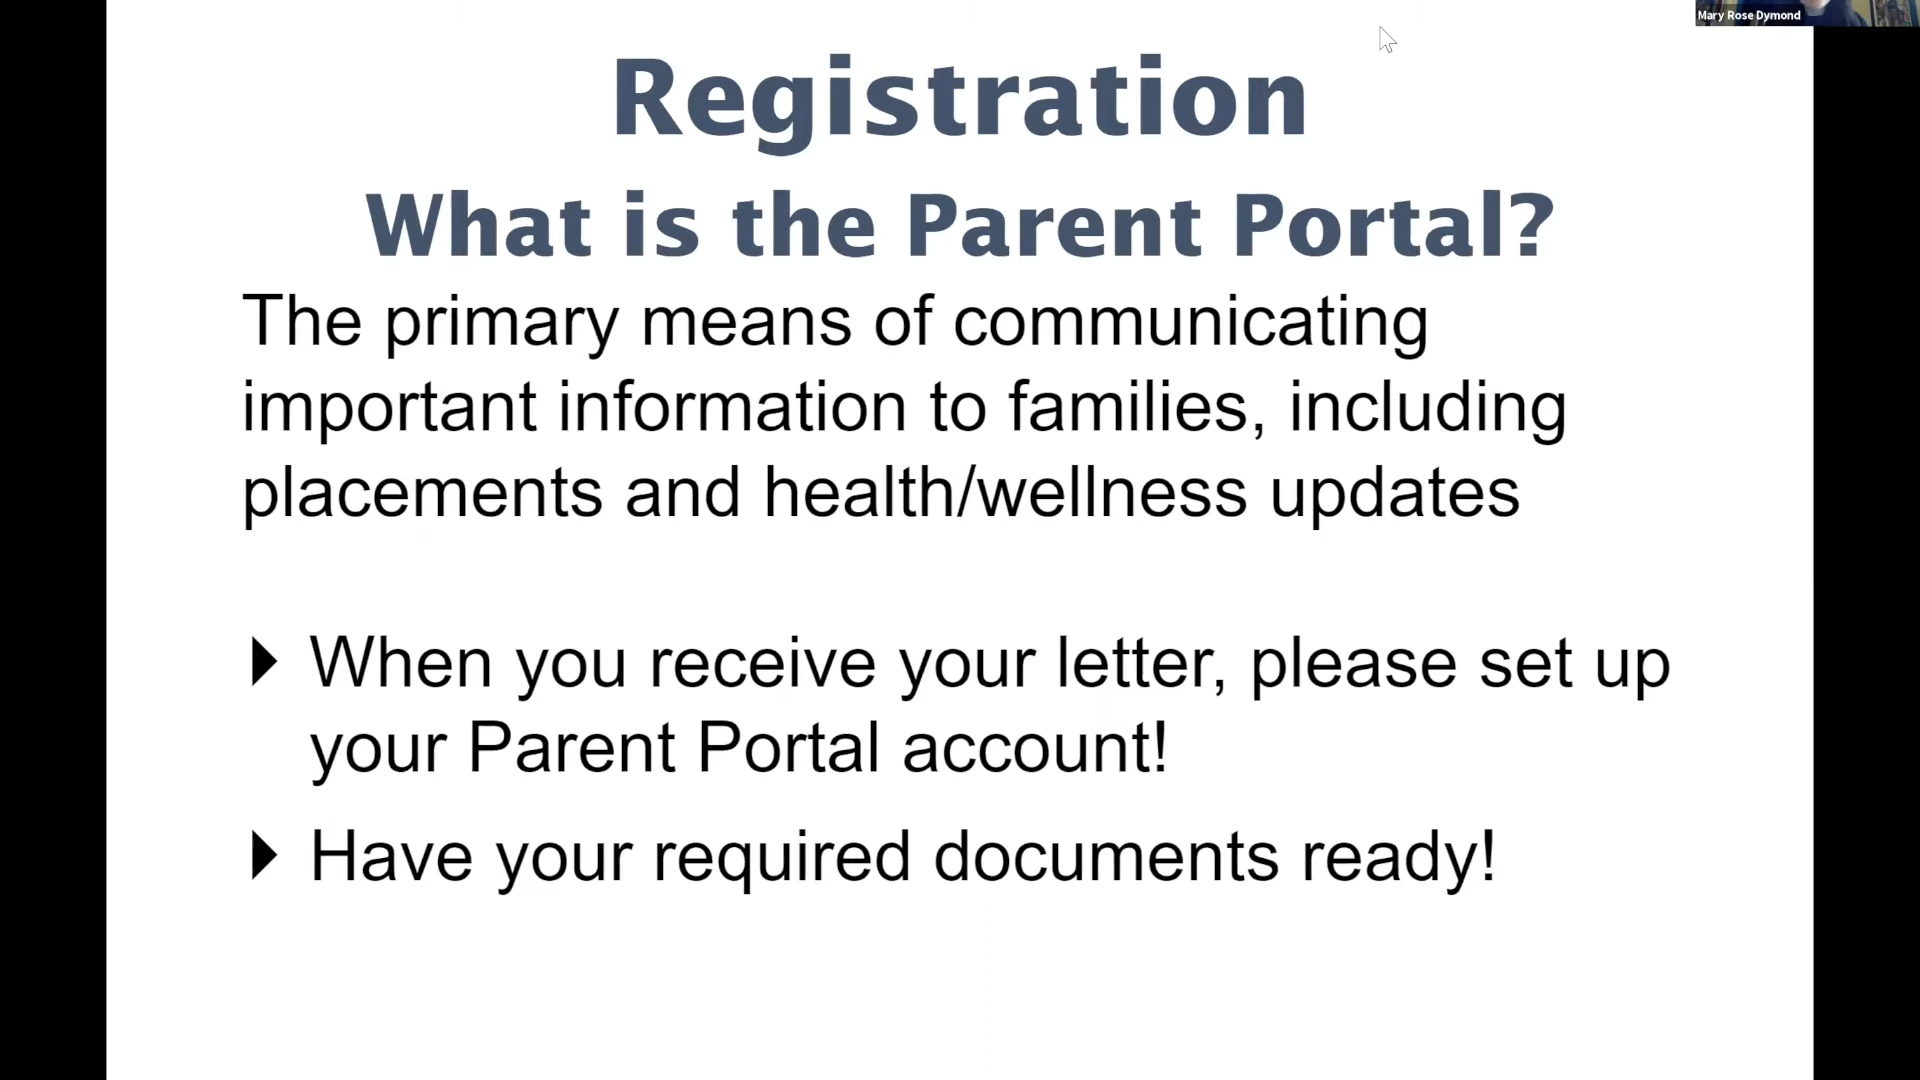 Mary Rose Dymond
Registration
What is the Parent Portal?
The primary means of communicating
important information to families, including
placements and health/wellness updates
When you receive your letter, please set up
your Parent Portal account!
Have your required documents ready!